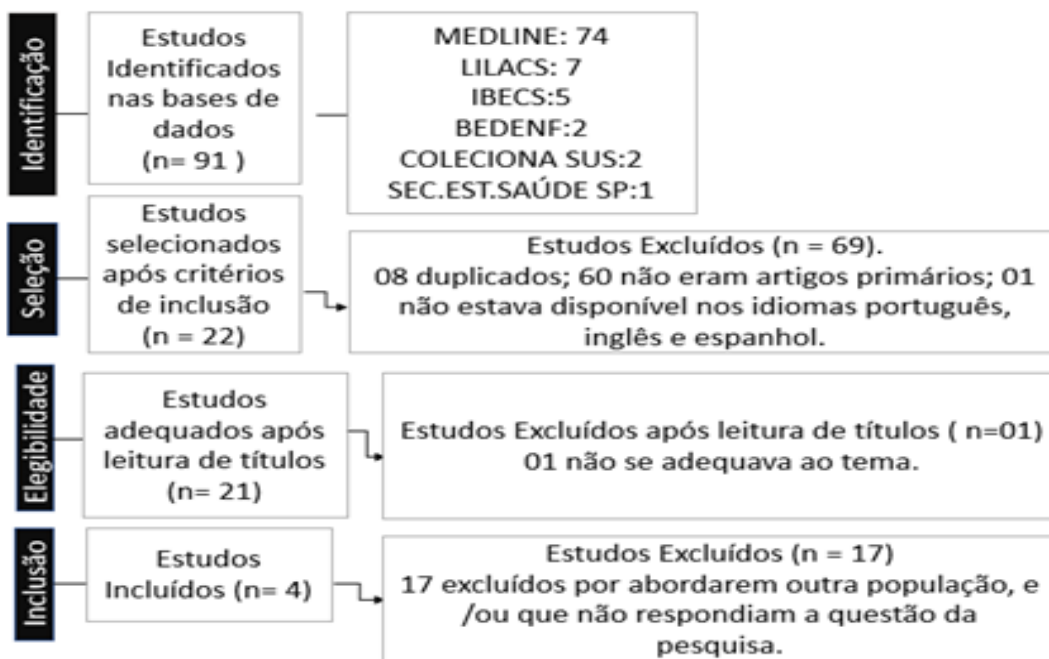 Identificação
Estudos
Identificados
nas bases de
dados
(n= 91 )
MEDLINE: 74
LILACS: 7
IBECS:5
BEDENF:2
COLECIONA SUS:2
SEC.EST.SAÚDE SP:1
Seleção
Estudos
selecionados
após critérios
de inclusão
(n = 22)
Estudos Excluídos (n = 69).
08 duplicados; 60 não eram artigos primários; 01
não estava disponível nos idiomas português,
inglês e espanhol.
Elegibilidade
Estudos
adequados após
leitura de títulos
(n= 21)
Estudos Excluídos após leitura de títulos ( n=01)
01 não se adequava ao tema.
Inclusão
Estudos
Incluídos (n= 4)
Estudos Excluídos (n = 17)
17 excluídos por abordarem outra população, e
/ou que não respondiam a questão da
pesquisa.